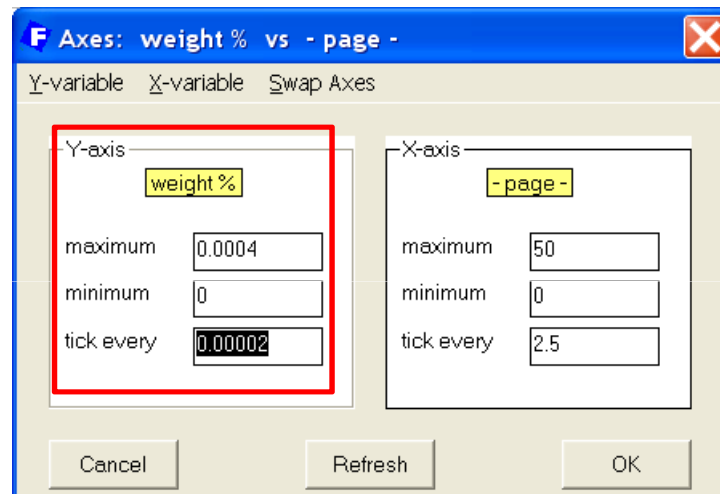 F Axes: weight % vs - page -
Y-variable X-variable Swap Axes
Y-axis
weight %
maximum 0.0004
minimum 0
tick every 0.00002
X-axis
- page -
maximum 50
minimum 0
tick every 2.5
Cancel Refresh OK